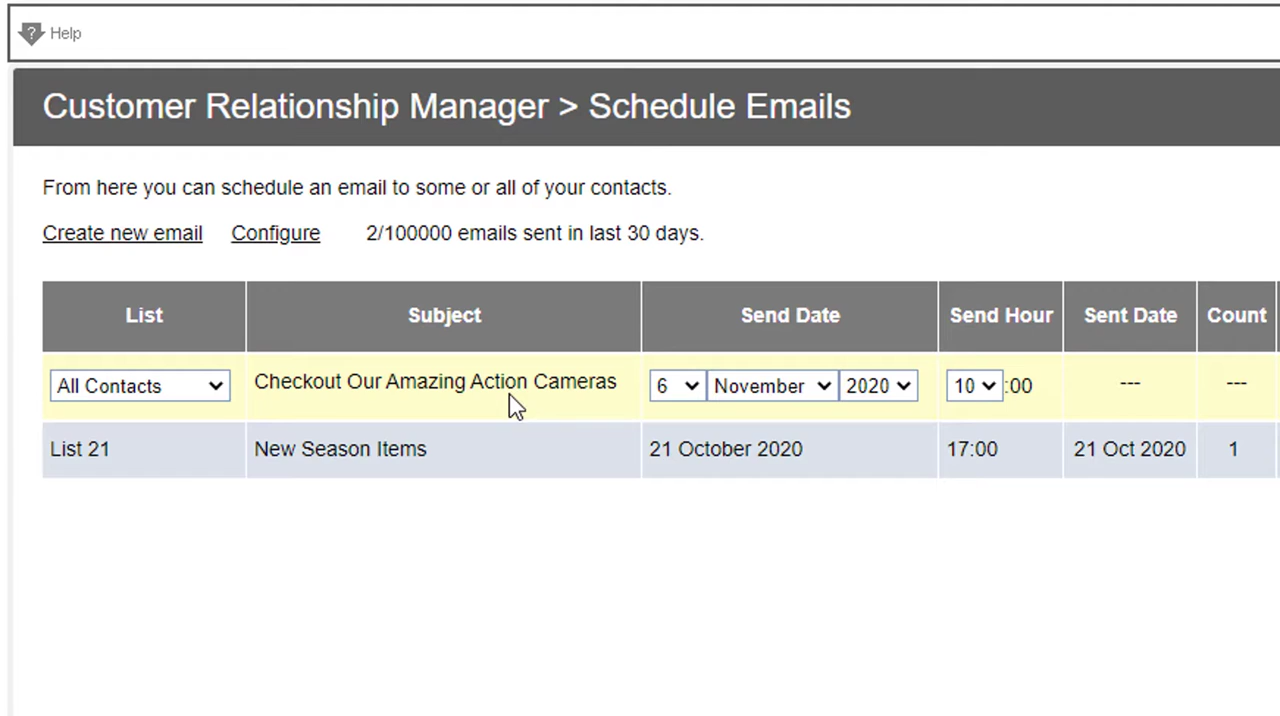 Help
Customer Relationship Manager > Schedule Emails
From here you can schedule an email to some or all of your contacts.
Create new email Configure 2/100000 emails sent in last 30 days.
List Subject Send Date Send Hour Sent Date Count
All Contacts Checkout Our Amazing Action Cameras 6 November 2020 10 :00 --- ---
List 21 New Season Items 21 October 2020 17:00 21 Oct 2020 1